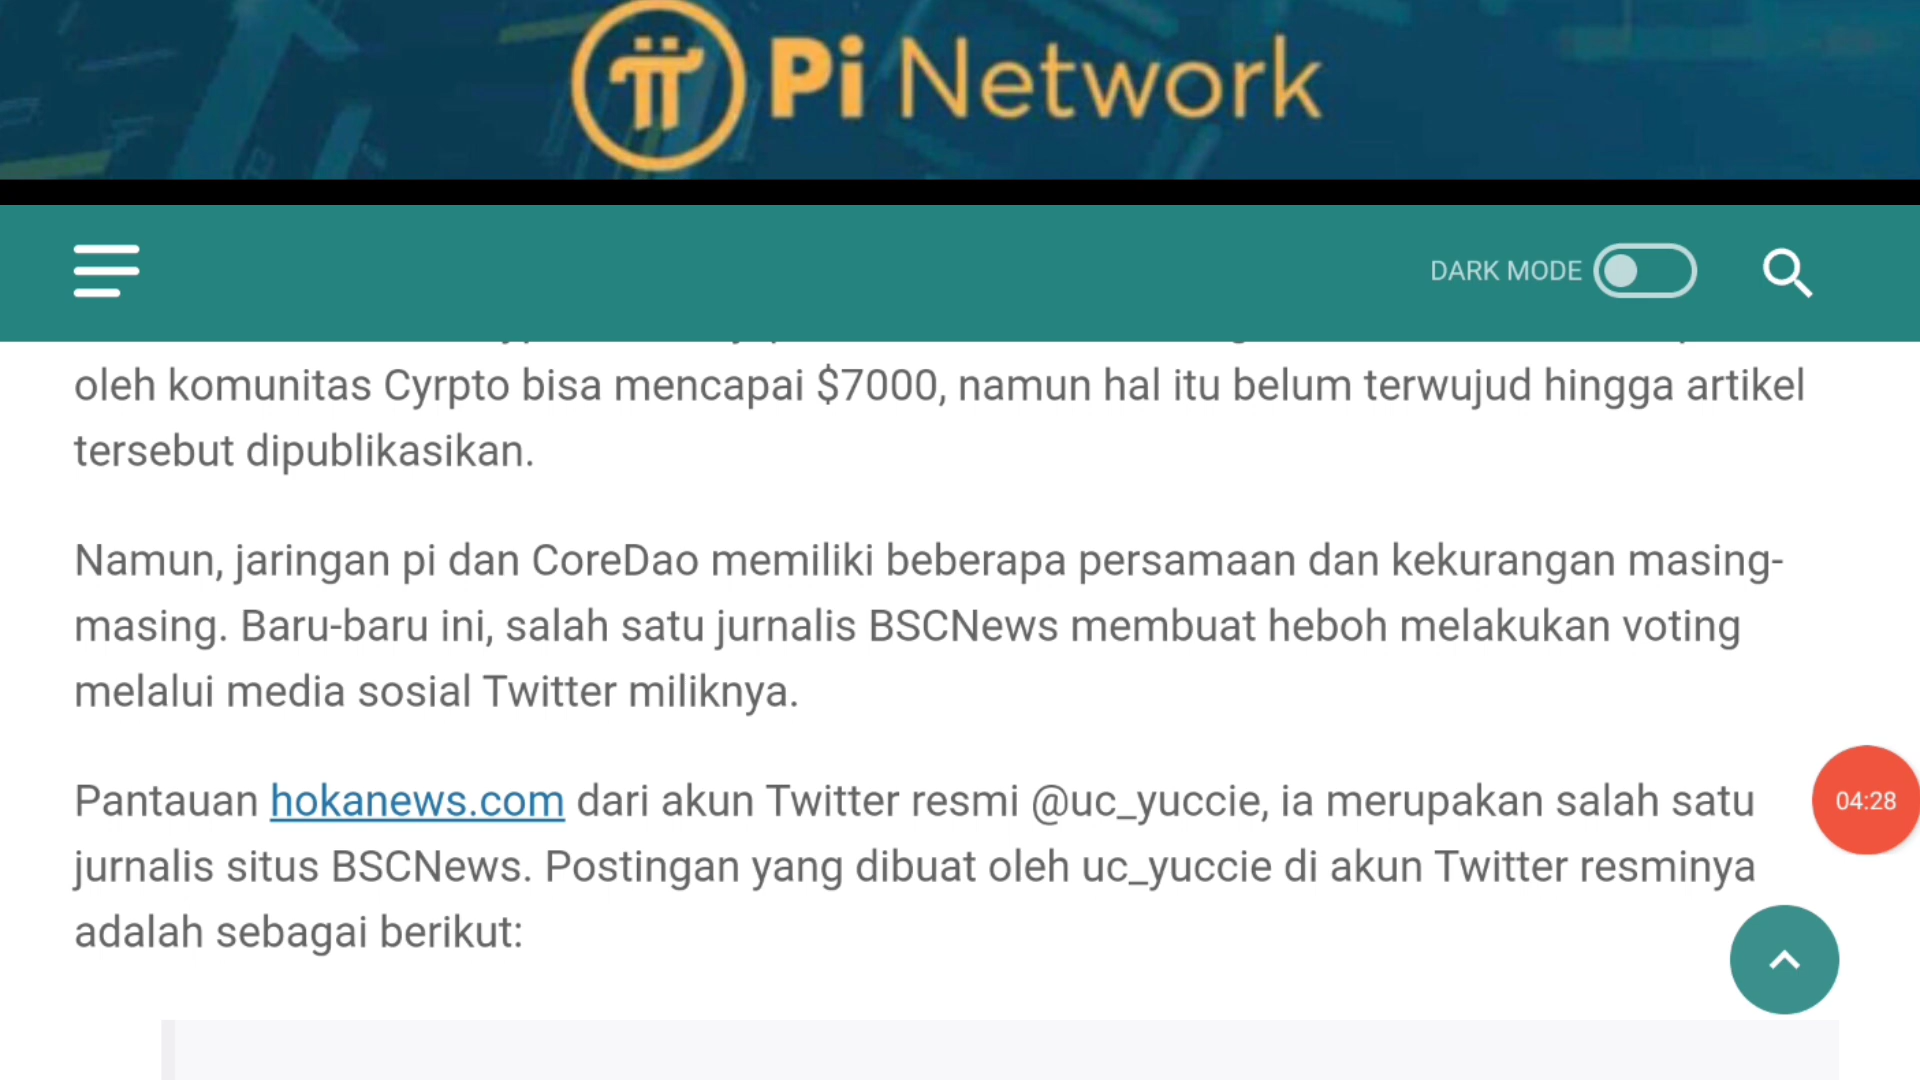 Pi Network
DARK MODE
oleh komunitas Cyrpto bisa mencapai $7000, namun hal itu belum terwujud hingga artikel
tersebut dipublikasikan.
Namun, jaringan pi dan CoreDao memiliki beberapa persamaan dan kekurangan masing-
masing. Baru-baru ini, salah satu jurnalis BSCNews membuat heboh melakukan voting
melalui media sosial Twitter miliknya.
Pantauan hokanews.com dari akun Twitter resmi @uc_yuccie, ia merupakan salah satu
04:28
jurnalis situs BSCNews. Postingan yang dibuat oleh uc_yuccie di akun Twitter resminya
adalah sebagai berikut: